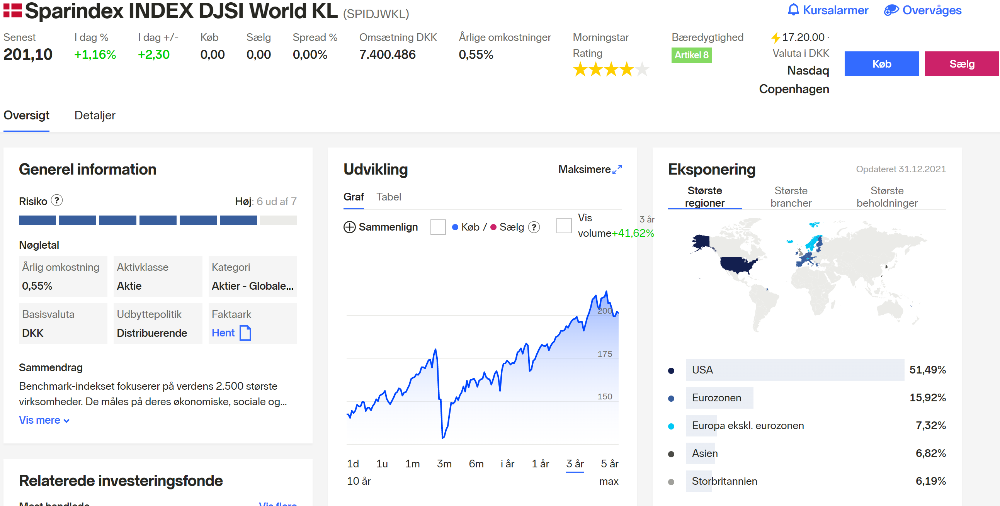 Sparindex INDEX DJSI World KL (SPIDJWKL)
Kursalarmer
Overvåges
Senest
201,10
I dag %
+1,16%
I dag +/-
+2,30
Køb
0,00
Sælg
0,00
Spread %
0,00%
Omsætning DKK
7.400.486
Årlige omkostninger
0,55%
Morningstar
Rating
Bæredygtighed
Artikel 8
17.20.00 ·
Valuta i DKK
Nasdaq
Copenhagen
Køb
Sælg
Oversigt
Detaljer
Generel information
Risiko ?
Høj: 6 ud af 7
Nøgletal
Årlig omkostning
0,55%
Aktivklasse
Aktie
Kategori
Aktier - Globale...
Basisvaluta
DKK
Udbyttepolitik
Distribuerende
Faktaark
Hent
Sammendrag
Benchmark-indekset fokuserer på verdens 2.500 største
virksomheder. De måles på deres økonomiske, sociale og...
Vis mere
Relaterede investeringsfonde
Mest handlede
Vis flere
Udvikling
Maksimere
Graf
Tabel
Sammenlign
Køb / Sælg ?
Vis
volume
3 år
+41,62%
200
175
150
1d 1u 1m 3m 6m i år 1 år 3 år 5 år
10 år max
Eksponering
Opdateret 31.12.2021
Største
regioner
Største
brancher
Største
beholdninger
USA 51,49%
Eurozonen 15,92%
Europa ekskl. eurozonen 7,32%
Asien 6,82%
Storbritannien 6,19%